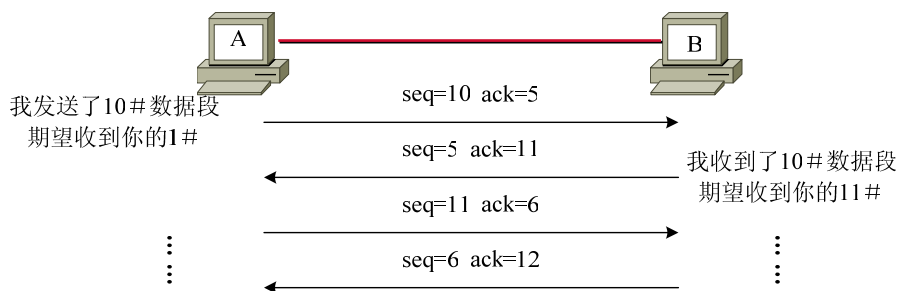 A
B
seq=10 ack=5
我发送了10＃数据段
期望收到你的1＃
seq=5 ack=11
我收到了10＃数据段
期望收到你的11＃
seq=11 ack=6
seq=6 ack=12